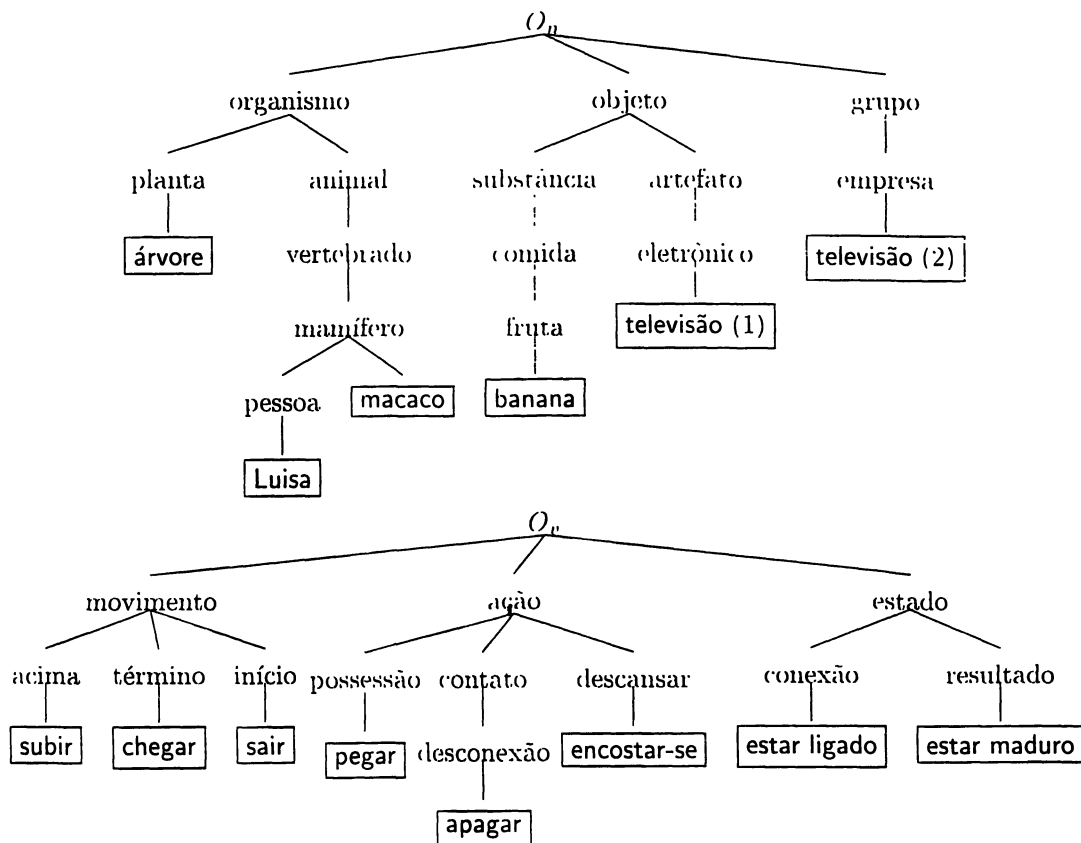 O_n
organismo objeto grupo
planta animal substância artefato empresa
árvore vertebrado comida eletrônico televisão (2)
mamífero fruta televisão (1)
pessoa macaco banana
Luisa
O_v
movimento ação estado
acima término início possessão contato descansar conexão resultado
subir chegar sair pegar desconexão encostar-se estar ligado estar maduro
apagar